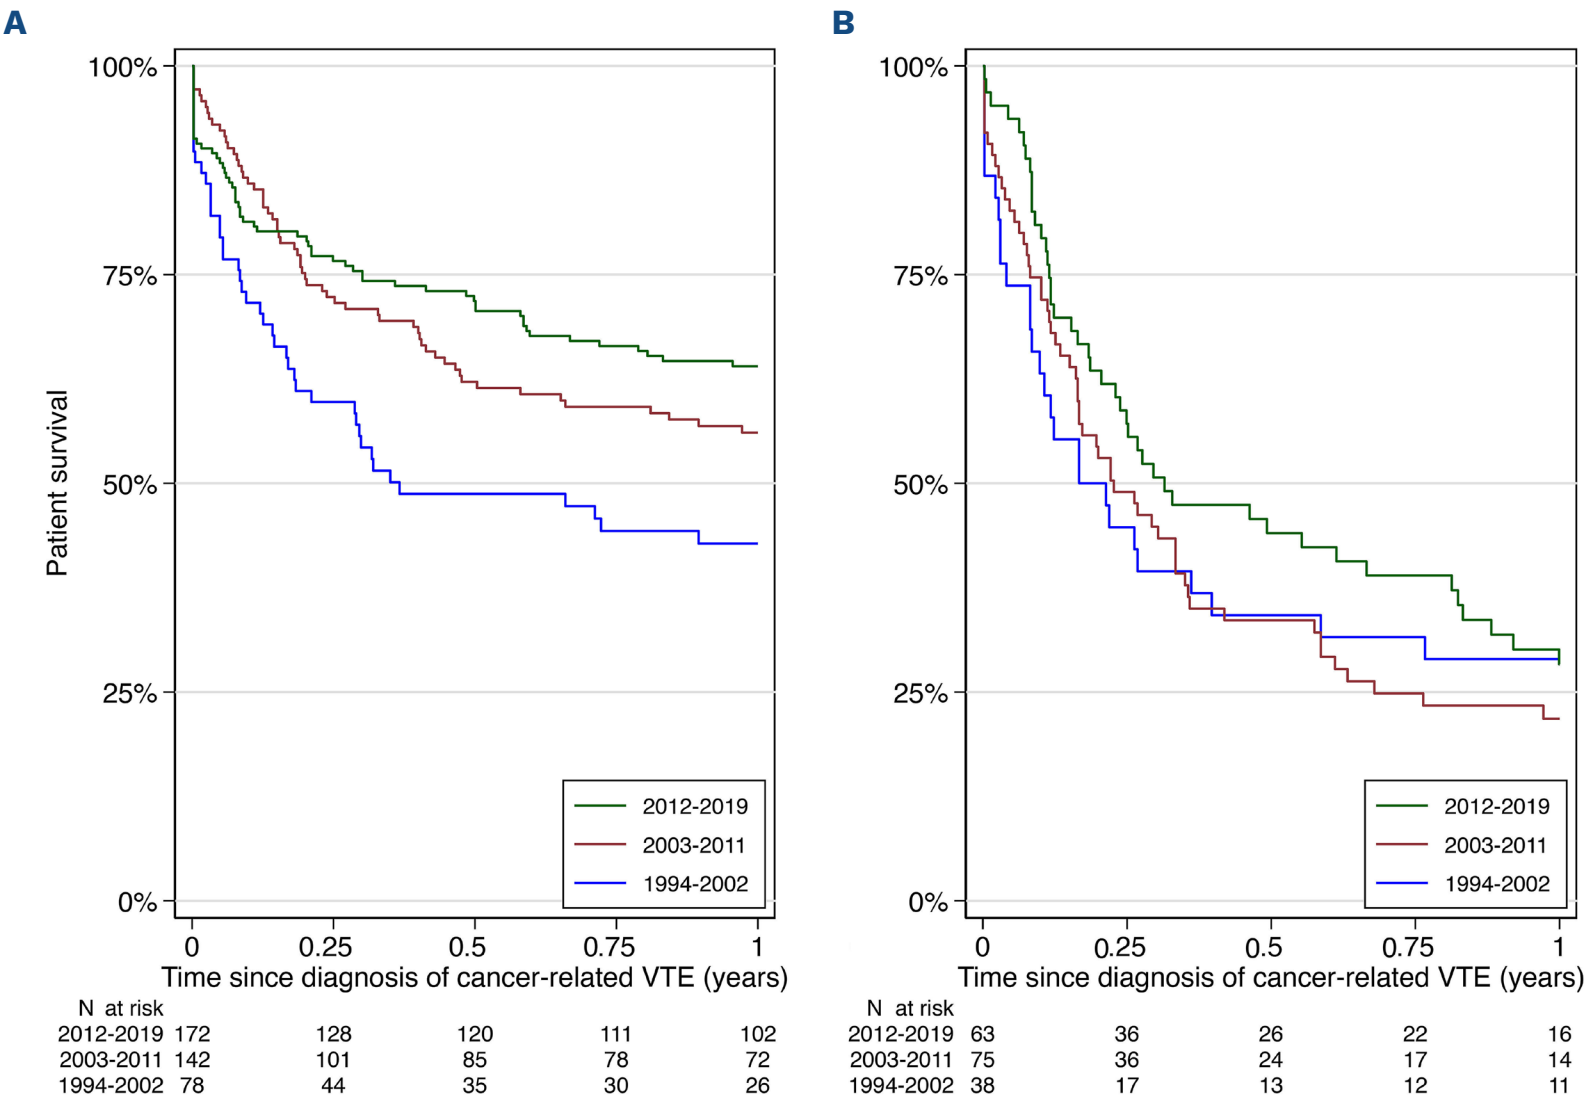 A
100%
75%
50%
25%
0%
Patient survival
2012-2019
2003-2011
1994-2002
0 0.25 0.5 0.75 1
Time since diagnosis of cancer-related VTE (years)
N at risk
2012-2019 172 128 120 111 102
2003-2011 142 101 85 78 72
1994-2002 78 44 35 30 26
B
100%
75%
50%
25%
0%
2012-2019
2003-2011
1994-2002
0 0.25 0.5 0.75 1
Time since diagnosis of cancer-related VTE (years)
N at risk
2012-2019 63 36 26 22 16
2003-2011 75 36 24 17 14
1994-2002 38 17 13 12 11